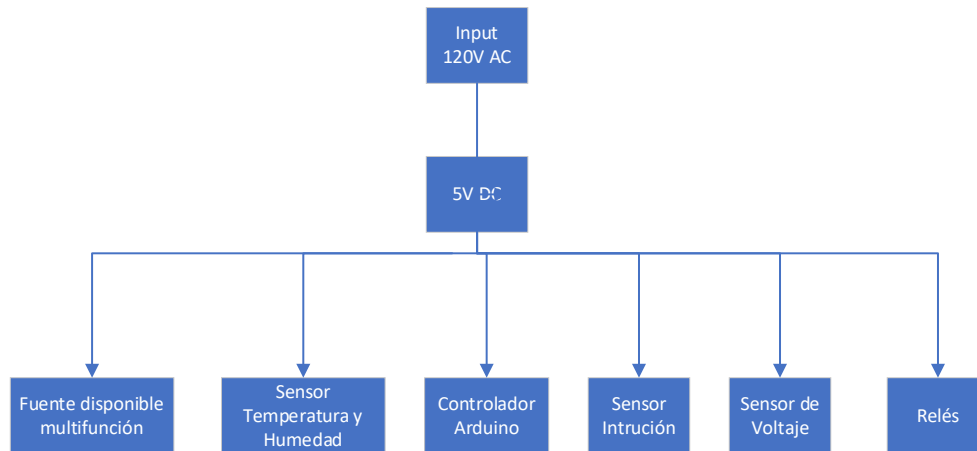 Input
120V AC
5V DC
Fuente disponible
multifunción
Sensor
Temperatura y
Humedad
Controlador
Arduino
Sensor
Intrución
Sensor de
Voltaje
Relés